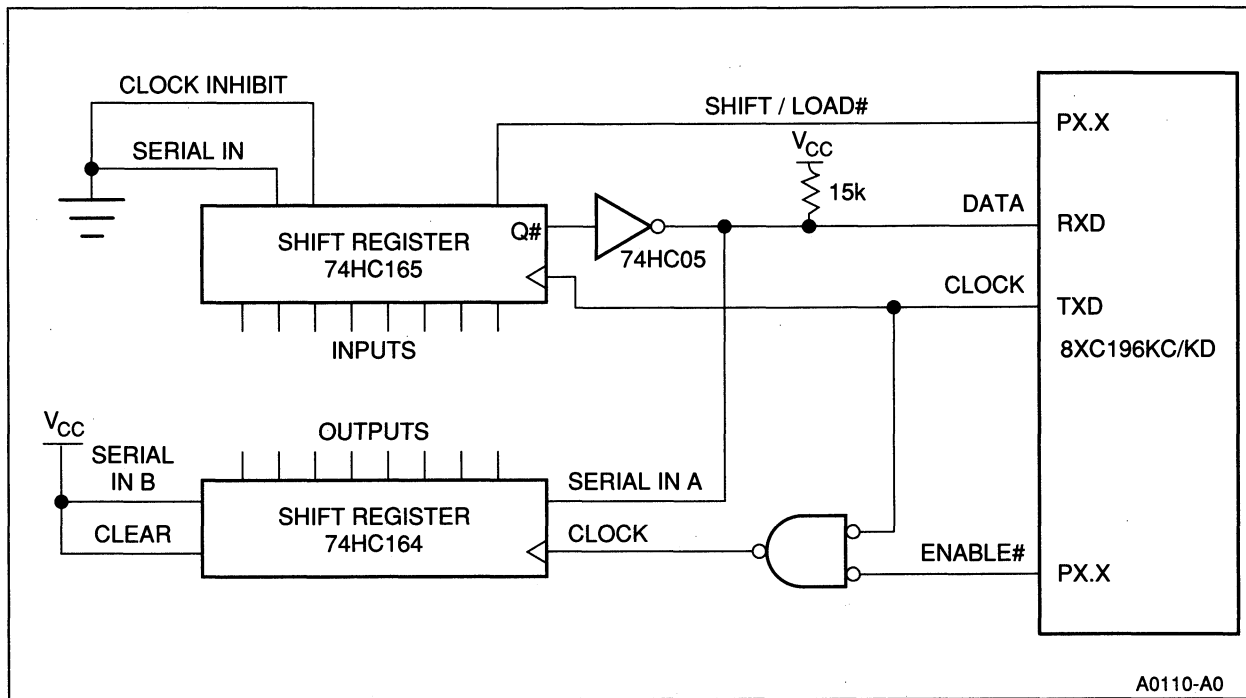 CLOCK INHIBIT
SERIAL IN
SHIFT / LOAD#
VCC
15k
PX.X
DATA
RXD
Q#
SHIFT REGISTER
74HC165
74HC05
CLOCK
TXD
INPUTS
8XC196KC/KD
VCC
OUTPUTS
SERIAL
IN B
SERIAL IN A
SHIFT REGISTER
74HC164
CLEAR
CLOCK
ENABLE#
PX.X
A0110-A0